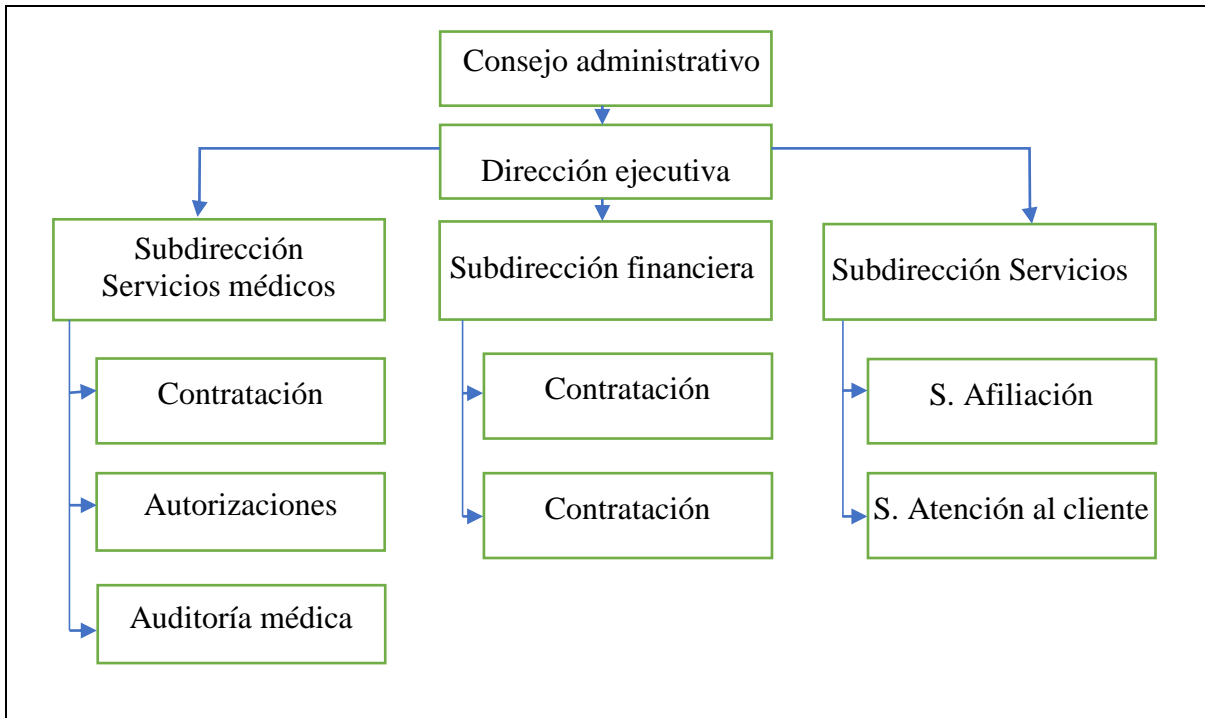 Consejo administrativo
Dirección ejecutiva
Subdirección
Servicios médicos
Subdirección financiera
Subdirección Servicios
Contratación
Contratación
S. Afiliación
Autorizaciones
Contratación
S. Atención al cliente
Auditoría médica